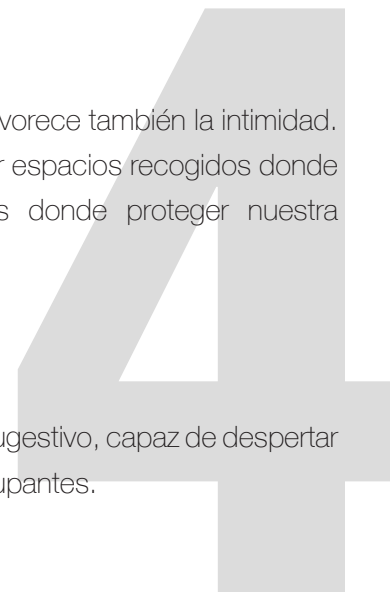 vorece también la intimidad.
r espacios recogidos donde
s donde proteger nuestra
ugestivo, capaz de despertar
upantes.
4